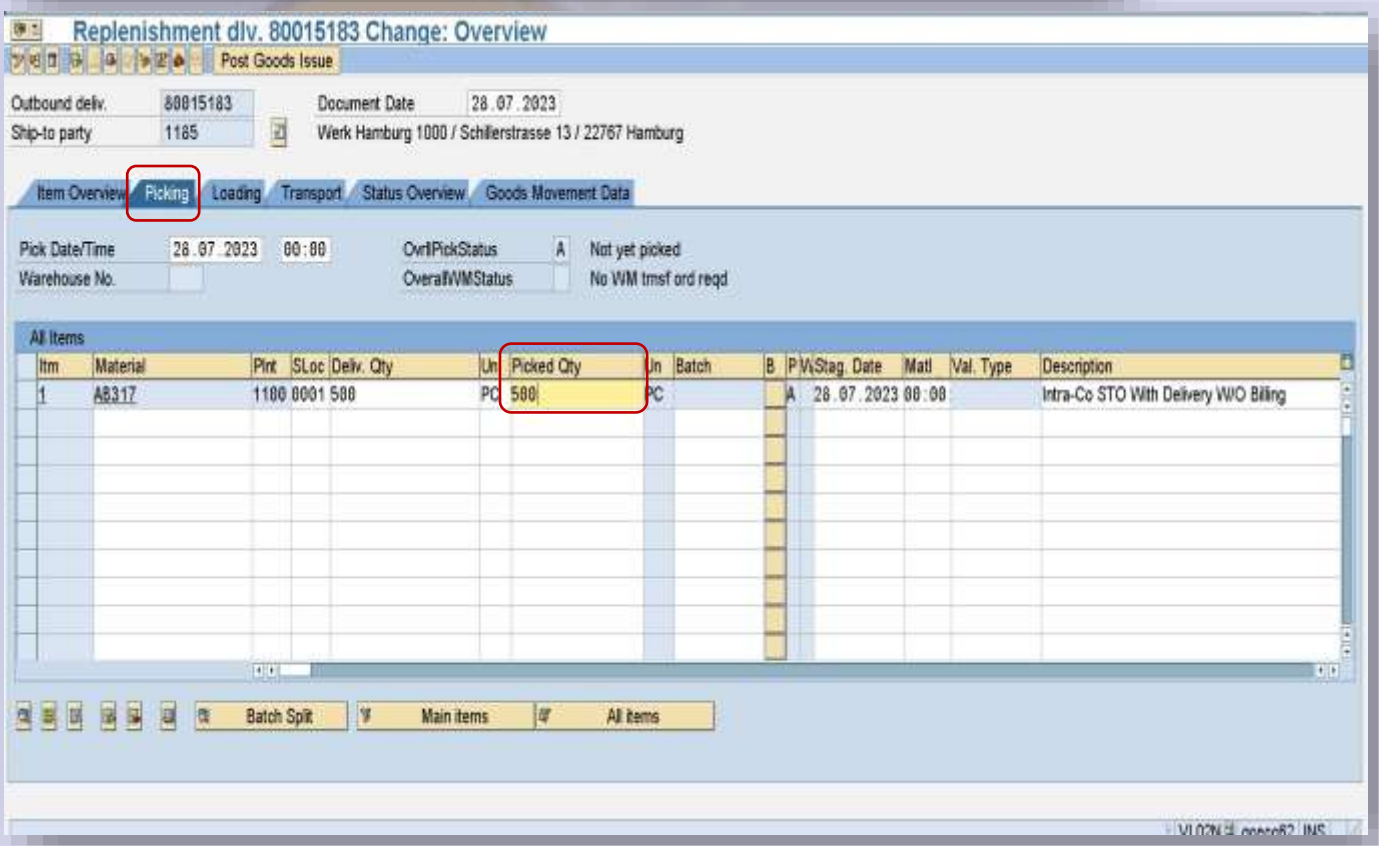 Replenishment dlv. 80015183 Change: Overview
Post Goods Issue
Outbound deliv. 80015183 Document Date 28.07.2023
Ship-to party 1185 Werk Hamburg 1000 / Schillerstrasse 13 / 22767 Hamburg
Item Overview Picking Loading Transport Status Overview Goods Movement Data
Pick Date/Time 28.07.2023 00:00 OvrllPickStatus A Not yet picked
Warehouse No. OverallWMStatus No WM trnsf ord reqd
All Items
Itm Material Plnt SLoc Deliv. Qty Un Picked Qty Un Batch B P W Stag. Date Matl Val. Type Description
1 AB317 1100 0001 500 PC 500 PC A 28.07.2023 00:00 Intra-Co STO With Delivery W/O Billing
Batch Split Main items All items
VL02N INS